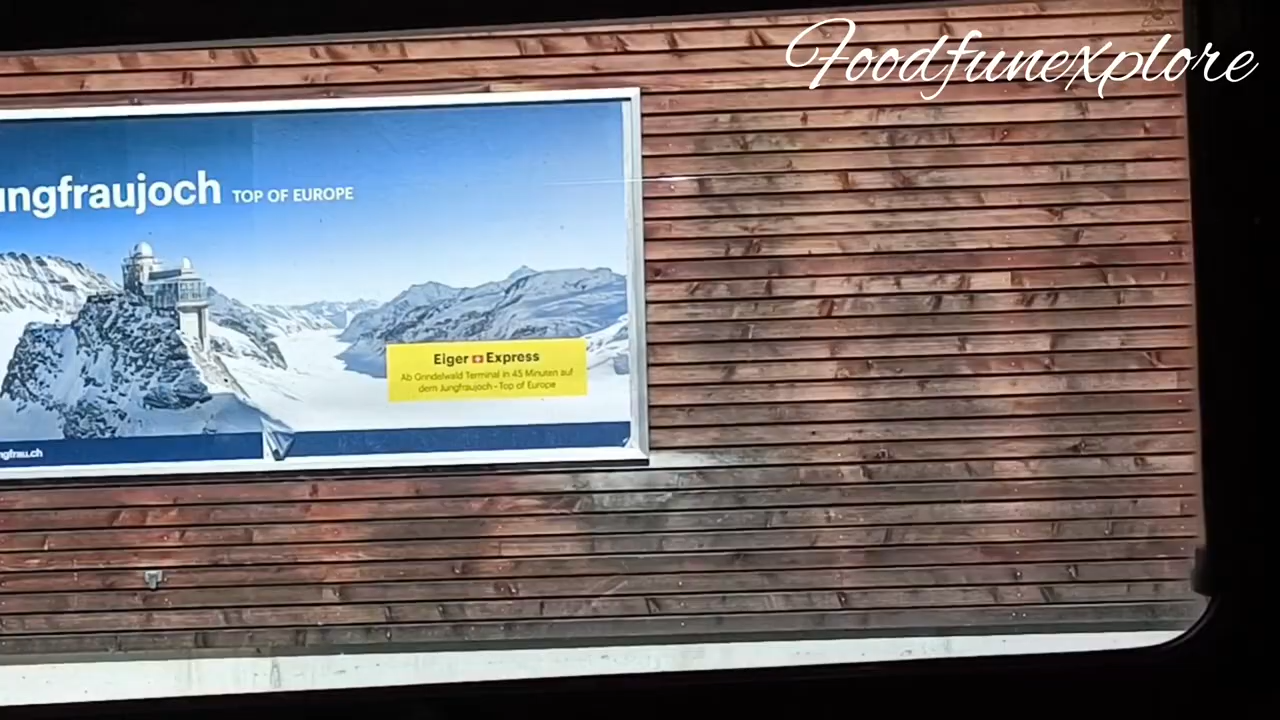 Foodfunexplore
ungfraujoch TOP OF EUROPE
Eiger Express
Ab Grindelwald Terminal in 45 Minuten auf
dem Jungfraujoch - Top of Europe
ngfrau.ch